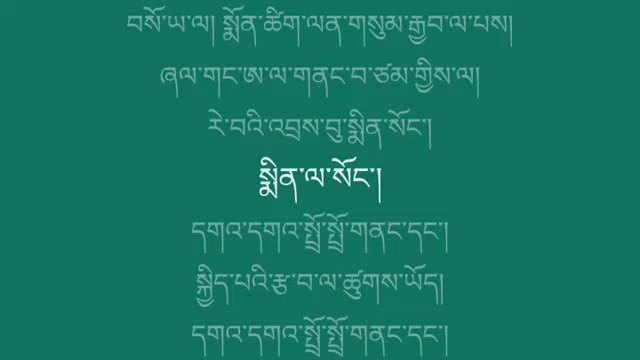 བསོ་ཡ་ལ། སྨོན་ཚིག་ལན་གསུམ་རྒྱབ་ལ་པས།
ཞལ་གང་ཨ་ལ་གནང་བ་ཙམ་གྱིས་ལ།
རེ་བའི་འབྲས་བུ་སྨིན་སོང་།
སྨིན་ལ་སོང་།
དགའ་དགའ་སྤྲོ་སྤྲོ་གནང་དང་།
སྐྱིད་པའི་རྩ་བ་ལ་ཚུགས་ཡོད།
དགའ་དགའ་སྤྲོ་སྤྲོ་གནང་དང་།